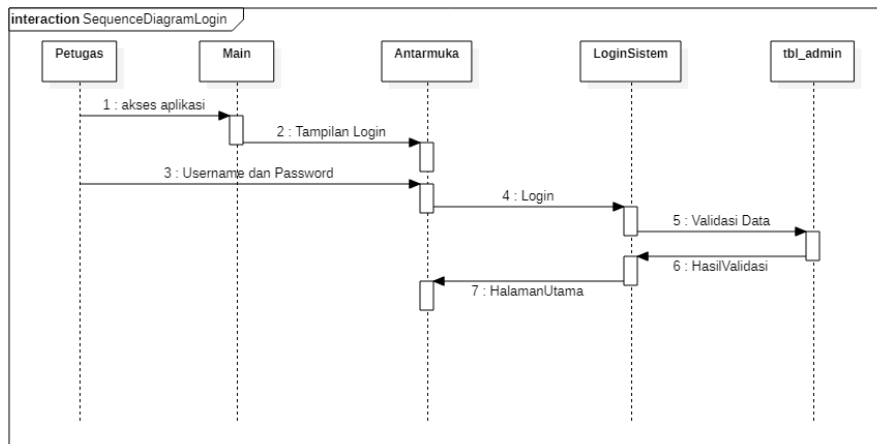 interaction SequenceDiagramLogin
Petugas
Main
Antarmuka
LoginSistem
tbl_admin
1 : akses aplikasi
2 : Tampilan Login
3 : Username dan Password
4 : Login
5 : Validasi Data
6 : HasilValidasi
7 : HalamanUtama